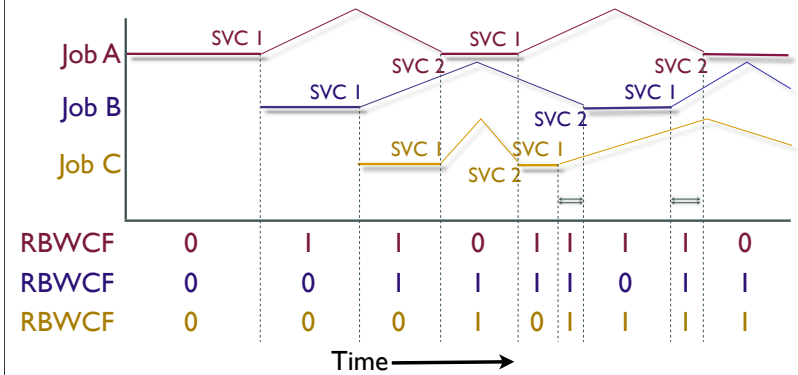 SVC 1 SVC 1
Job A
SVC 2 SVC 2
SVC 1 SVC 1
Job B
SVC 2
SVC 1 SVC 1
Job C
SVC 2
RBWCF 0 1 1 0 1 1 1 1 0
RBWCF 0 0 1 1 1 1 0 1 1
RBWCF 0 0 0 1 0 1 1 1 1
Time